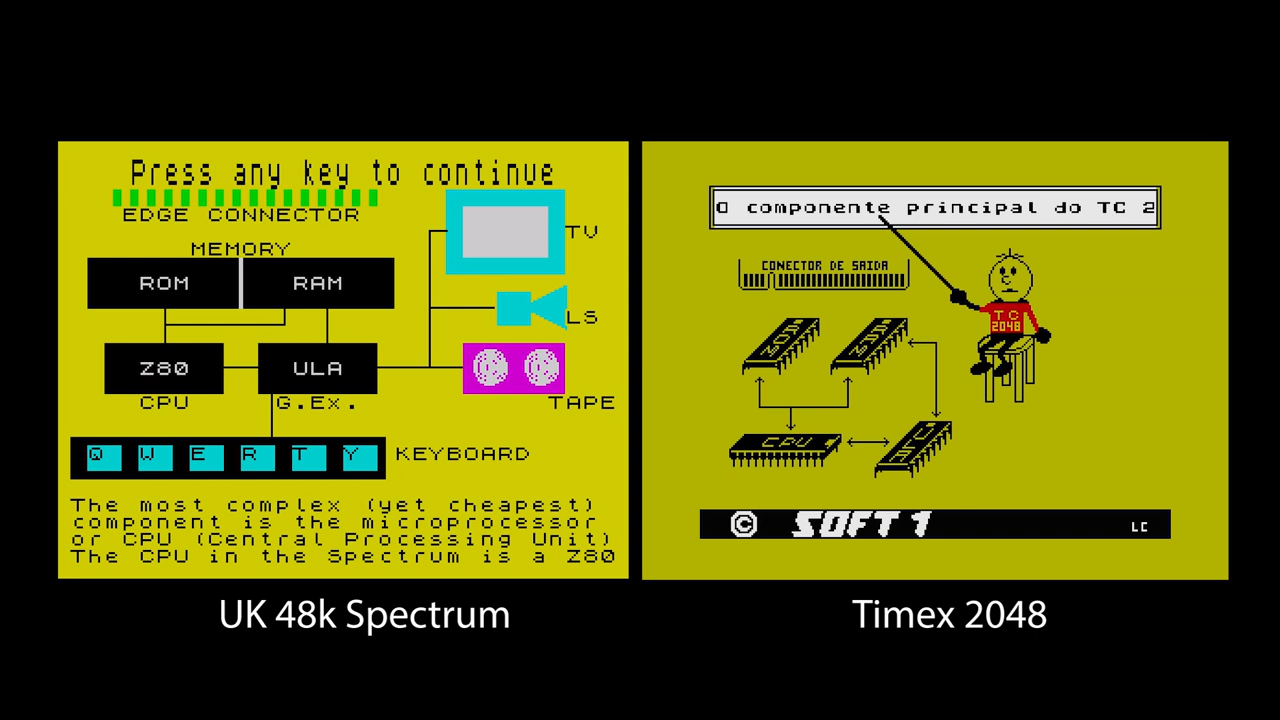 Press any key to continue
EDGE CONNECTOR
MEMORY
ROM RAM
TV
LS
Z80 ULA
CPU G.Ex. TAPE
Q W E R T Y KEYBOARD
The most complex (yet cheapest)
component is the microprocessor
or CPU (Central Processing Unit)
The CPU in the Spectrum is a Z80
UK 48k Spectrum
O componente principal do TC 2
CONECTOR DE SAIDA
TC
2048
CPU
© SOFT 1 LC
Timex 2048